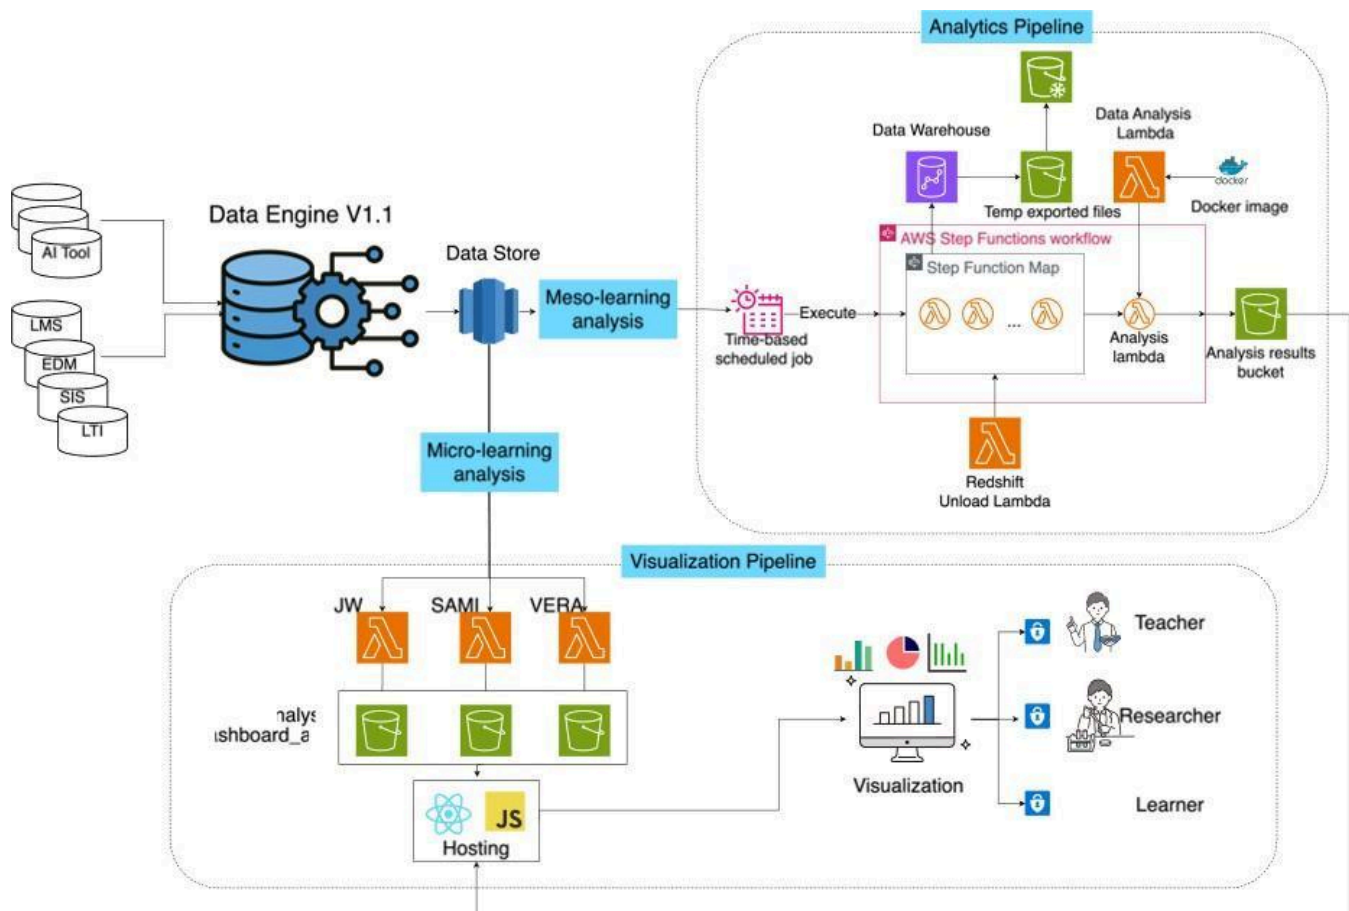 Analytics Pipeline
Data Analysis
Lambda
Data Warehouse
docker
Docker image
Temp exported files
AWS Step Functions workflow
Step Function Map
...
Analysis
lambda
Analysis results
bucket
Redshift
Unload Lambda
Execute
Time-based
scheduled job
Meso-learning
analysis
Data Store
Data Engine V1.1
AI Tool
LMS
EDM
SIS
LTI
Micro-learning
analysis
Visualization Pipeline
JW
SAMI
VERA
JS
Hosting
Visualization
Teacher
Researcher
Learner